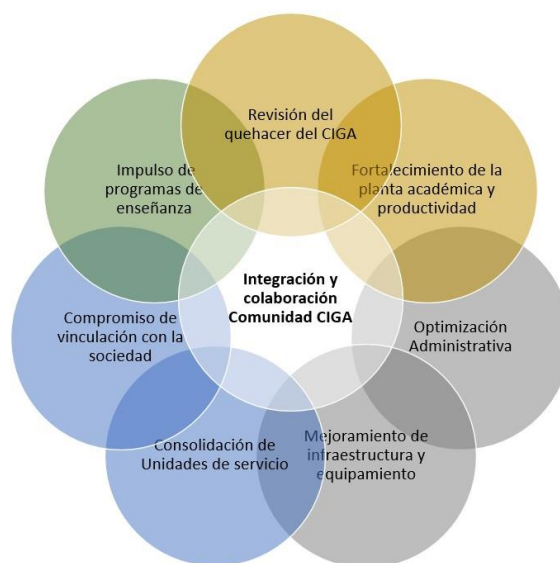 Revisión del
quehacer del CIGA
Fortalecimiento de la
planta académica y
productividad
Optimización
Administrativa
Mejoramiento de
infraestructura y
equipamiento
Consolidación de
Unidades de servicio
Compromiso de
vinculación con la
sociedad
Impulso de
programas de
enseñanza
Integración y
colaboración
Comunidad CIGA